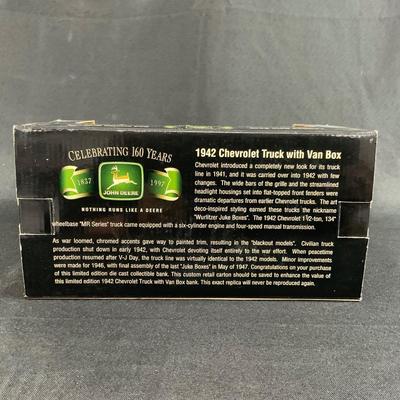 CELEBRATING 160 YEARS
1837 1997
JOHN DEERE
NOTHING RUNS LIKE A DEERE
1942 Chevrolet Truck with Van Box
Chevrolet introduced a completely new look for its truck
line in 1941, and it was carried over into 1942 with few
changes. The wide bars of the grille and the streamlined
headlight housings set into flat-topped front fenders were
dramatic departures from earlier Chevrolet trucks. The art
deco-inspired styling earned these trucks the nickname
"Wurlitzer Juke Boxes". The 1942 Chevrolet 1 1/2-ton, 134"
wheelbase "MR Series" truck came equipped with a six-cylinder engine and four-speed manual transmission.
As war loomed, chromed accents gave way to painted trim, resulting in the "blackout models". Civilian truck
production shut down in early 1942, with Chevrolet devoting itself entirely to the war effort. When peacetime
production resumed after V-J Day, the truck line was virtually identical to the 1942 models. Minor improvements
were made for 1946, with final assembly of the last "Juke Boxes" in May of 1947. Congratulations on your purchase
of this limited edition die cast collectible bank. This custom retail carton should be saved to enhance the value of
this limited edition 1942 Chevrolet Truck with Van Box bank. This exact replica will never be reproduced again.